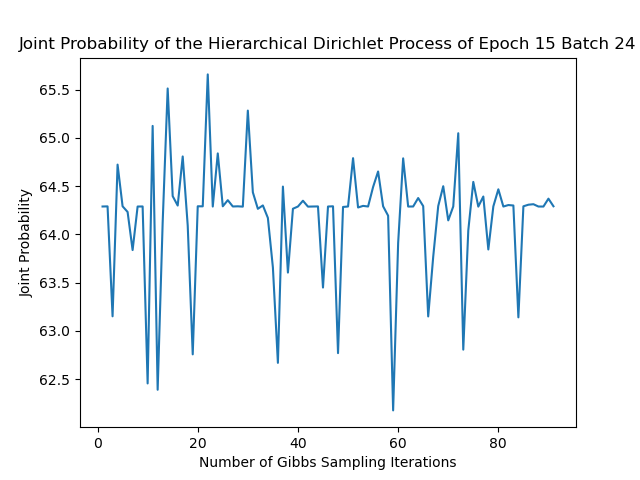 Joint Probability of the Hierarchical Dirichlet Process of Epoch 15 Batch 24
65.5
65.0
64.5
64.0
63.5
63.0
62.5
Joint Probability
0 20 40 60 80
Number of Gibbs Sampling Iterations